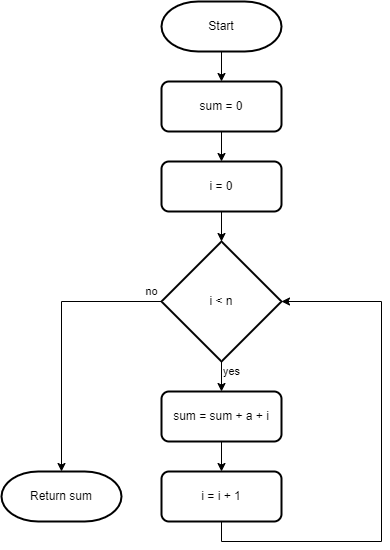 Start
sum = 0
i = 0
i < n
no
yes
sum = sum + a + i
Return sum
i = i + 1